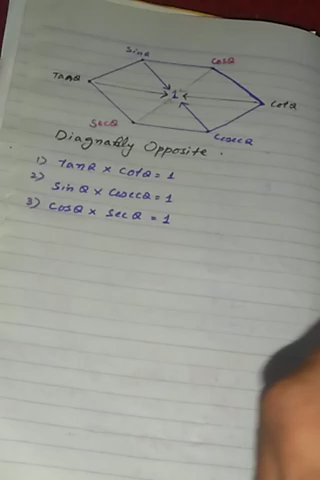 sinθ
cosθ
Tanθ
1
cotθ
secθ
cosecθ
Diagnally Opposite.
1) Tanθ × cotθ = 1
2) sinθ × cosecθ = 1
3) cosθ × secθ = 1